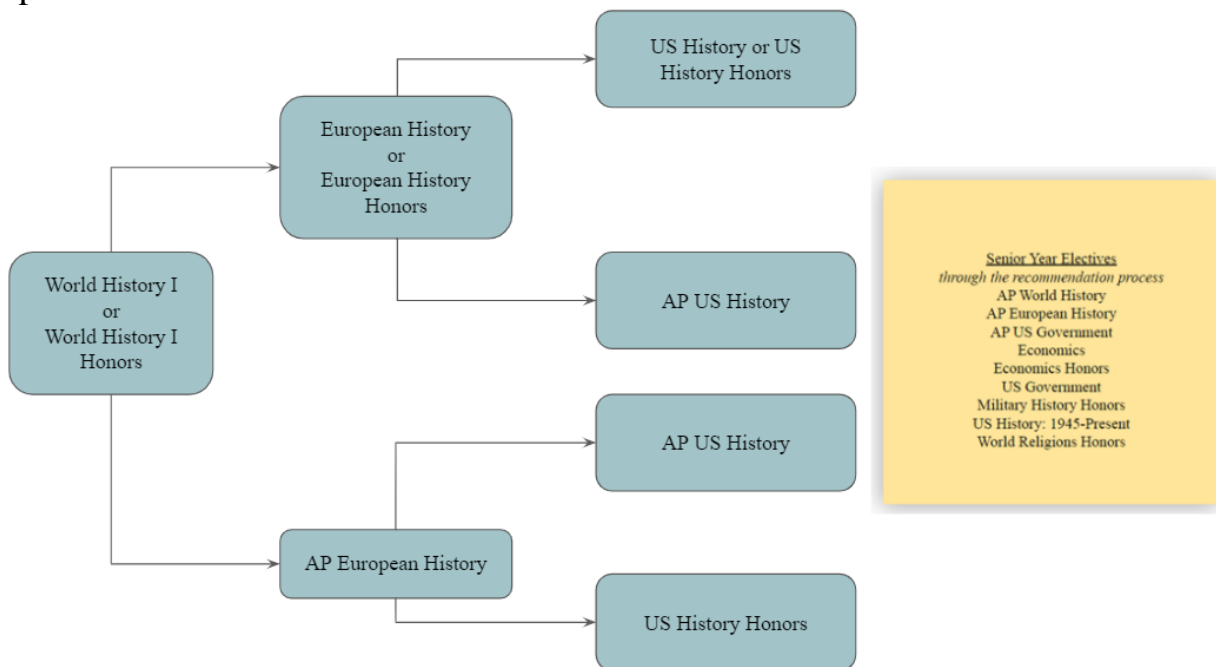 World History I
or
World History I
Honors
European History
or
European History
Honors
AP European History
US History or US
History Honors
AP US History
AP US History
US History Honors
Senior Year Electives
through the recommendation process
AP World History
AP European History
AP US Government
Economics
Economics Honors
US Government
Military History Honors
US History: 1945-Present
World Religions Honors